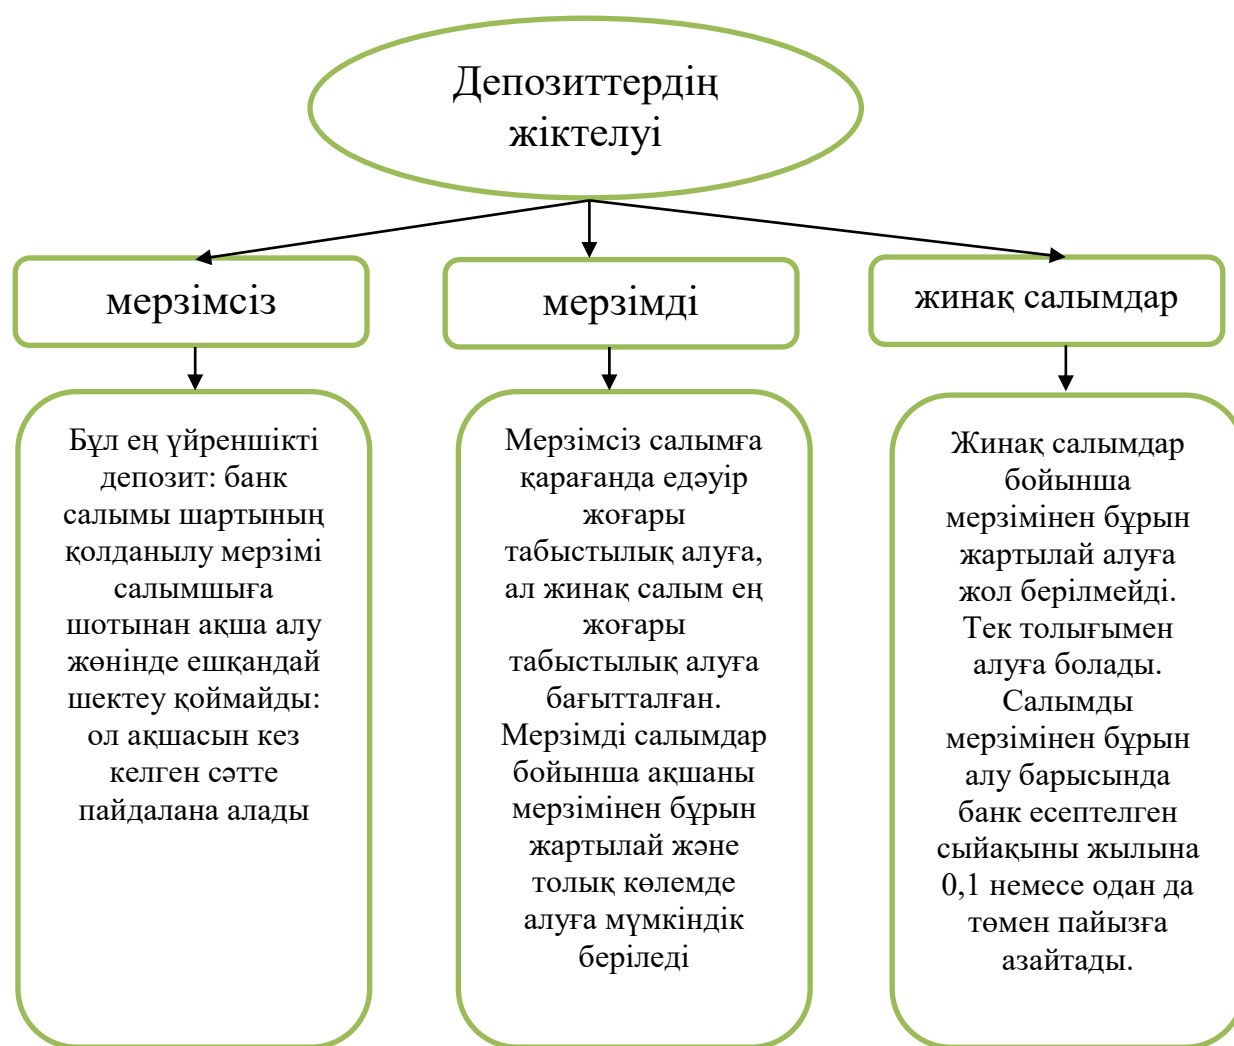 Депозиттердің
жіктелуі
мерзімсіз
мерзімді
жинақ салымдар
Бұл ең үйреншікті
депозит: банк
салымы шартының
қолданылу мерзімі
салымшыға
шотынан ақша алу
жөнінде ешқандай
шектеу қоймайды:
ол ақшасын кез
келген сәтте
пайдалана алады
Мерзімсіз салымға
қарағанда едәуір
жоғары
табыстылық алуға,
ал жинақ салым ең
жоғары
табыстылық алуға
бағытталған.
Мерзімді салымдар
бойынша ақшаны
мерзімінен бұрын
жартылай және
толық көлемде
алуға мүмкіндік
беріледі
Жинақ салымдар
бойынша
мерзімінен бұрын
жартылай алуға
жол берілмейді.
Тек толығымен
алуға болады.
Салымды
мерзімінен бұрын
алу барысында
банк есептелген
сыйақыны жылына
0,1 немесе одан да
төмен пайызға
азайтады.